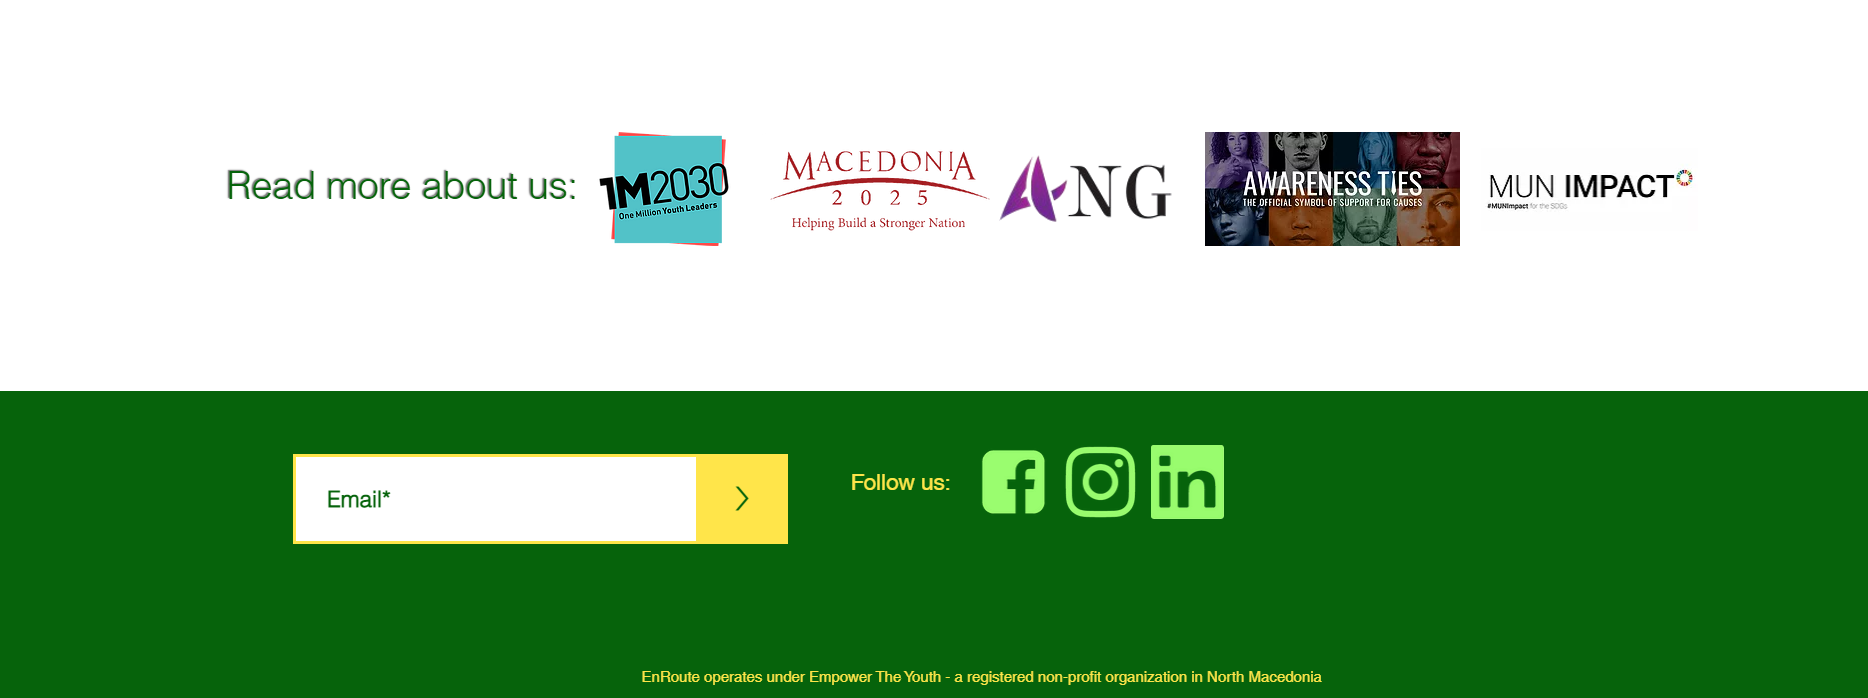 Read more about us:
1M2030
One Million Youth Leaders
MACEDONIA
2025
Helping Build a Stronger Nation
NG
AWARENESS TIES
THE OFFICIAL SYMBOL OF SUPPORT FOR CAUSES
MUN IMPACT
#MUNImpact for the SDGs
Email*
>
Follow us:
f
in
EnRoute operates under Empower The Youth - a registered non-profit organization in North Macedonia